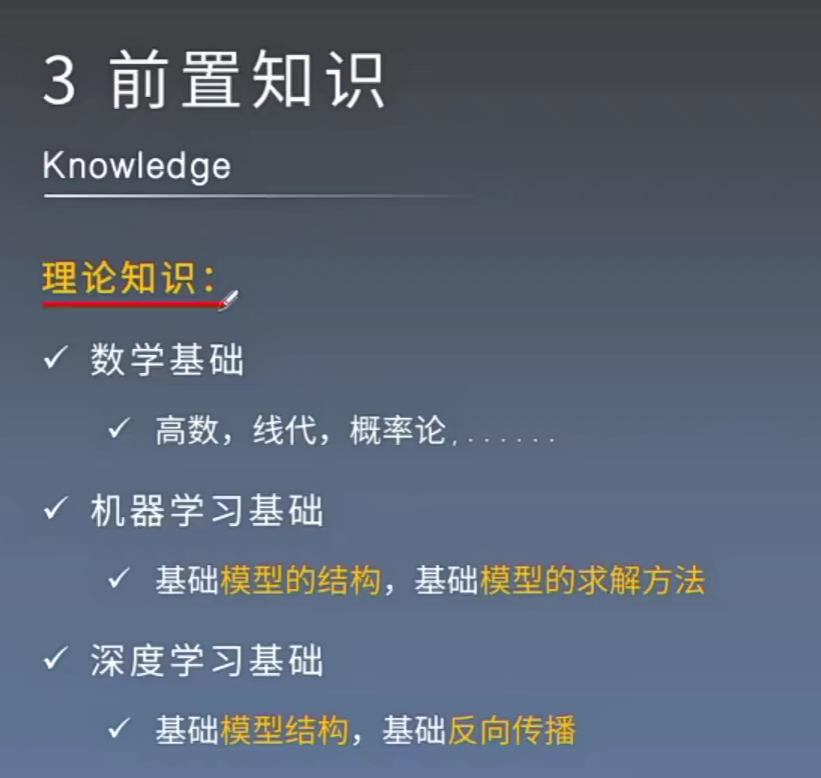 3 前置知识
Knowledge
理论知识：
✓ 数学基础
✓ 高数，线代，概率论，......
✓ 机器学习基础
✓ 基础模型的结构，基础模型的求解方法
✓ 深度学习基础
✓ 基础模型结构，基础反向传播